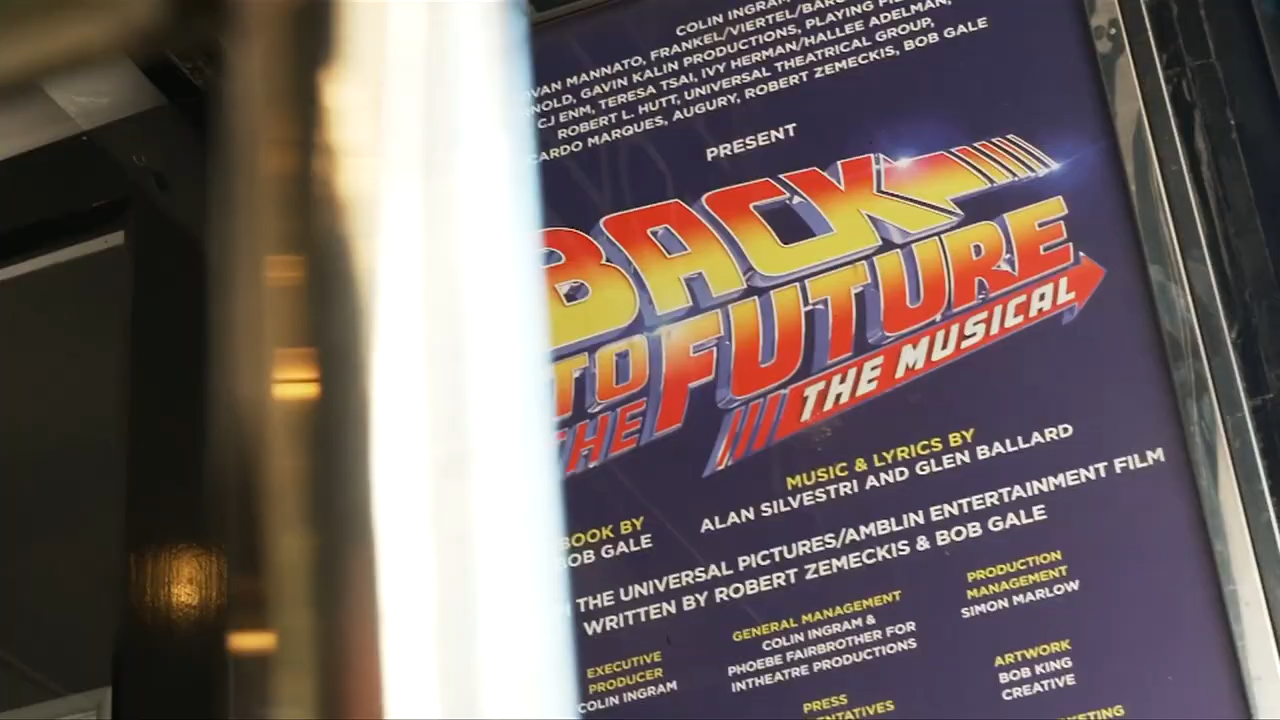 COLIN INGRAM
MANNATO, FRANKEL/VIERTEL/
GAVIN KALIN PRODUCTIONS, PLAYING
CJ ENM, TERESA TSAI, IVY HERMAN/HALLEE ADELMAN,
ROBERT L. HUTT, UNIVERSAL THEATRICAL GROUP,
MARQUES, AUGURY, ROBERT ZEMECKIS, BOB GALE
PRESENT
BACK
TO THE FUTURE
THE MUSICAL
MUSIC & LYRICS BY
ALAN SILVESTRI AND GLEN BALLARD
BOOK BY
BOB GALE
THE UNIVERSAL PICTURES/AMBLIN ENTERTAINMENT FILM
WRITTEN BY ROBERT ZEMECKIS & BOB GALE
EXECUTIVE
PRODUCER
COLIN INGRAM
GENERAL MANAGEMENT
COLIN INGRAM &
PHOEBE FAIRBROTHER FOR
INTHEATRE PRODUCTIONS
PRODUCTION
MANAGEMENT
SIMON MARLOW
PRESS
ARTWORK
BOB KING
CREATIVE